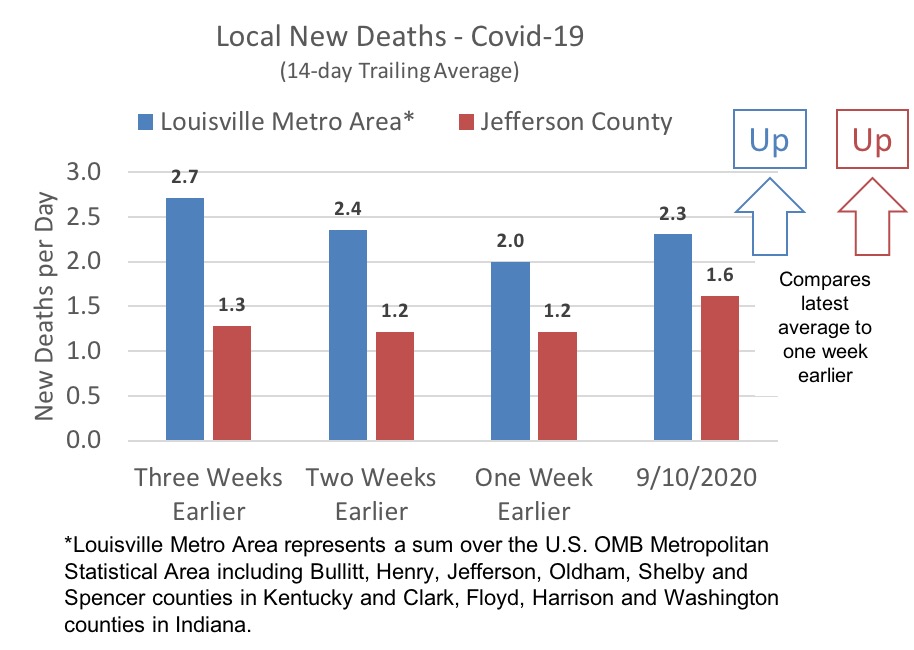 Local New Deaths - Covid-19
(14-day Trailing Average)
Louisville Metro Area* Jefferson County
Up Up
New Deaths per Day
3.0
2.5
2.0
1.5
1.0
0.5
0.0
2.7
1.3
2.4
1.2
2.0
1.2
2.3
1.6
Compares
latest
average to
one week
earlier
Three Weeks Two Weeks One Week 9/10/2020
Earlier Earlier Earlier
*Louisville Metro Area represents a sum over the U.S. OMB Metropolitan
Statistical Area including Bullitt, Henry, Jefferson, Oldham, Shelby and
Spencer counties in Kentucky and Clark, Floyd, Harrison and Washington
counties in Indiana.